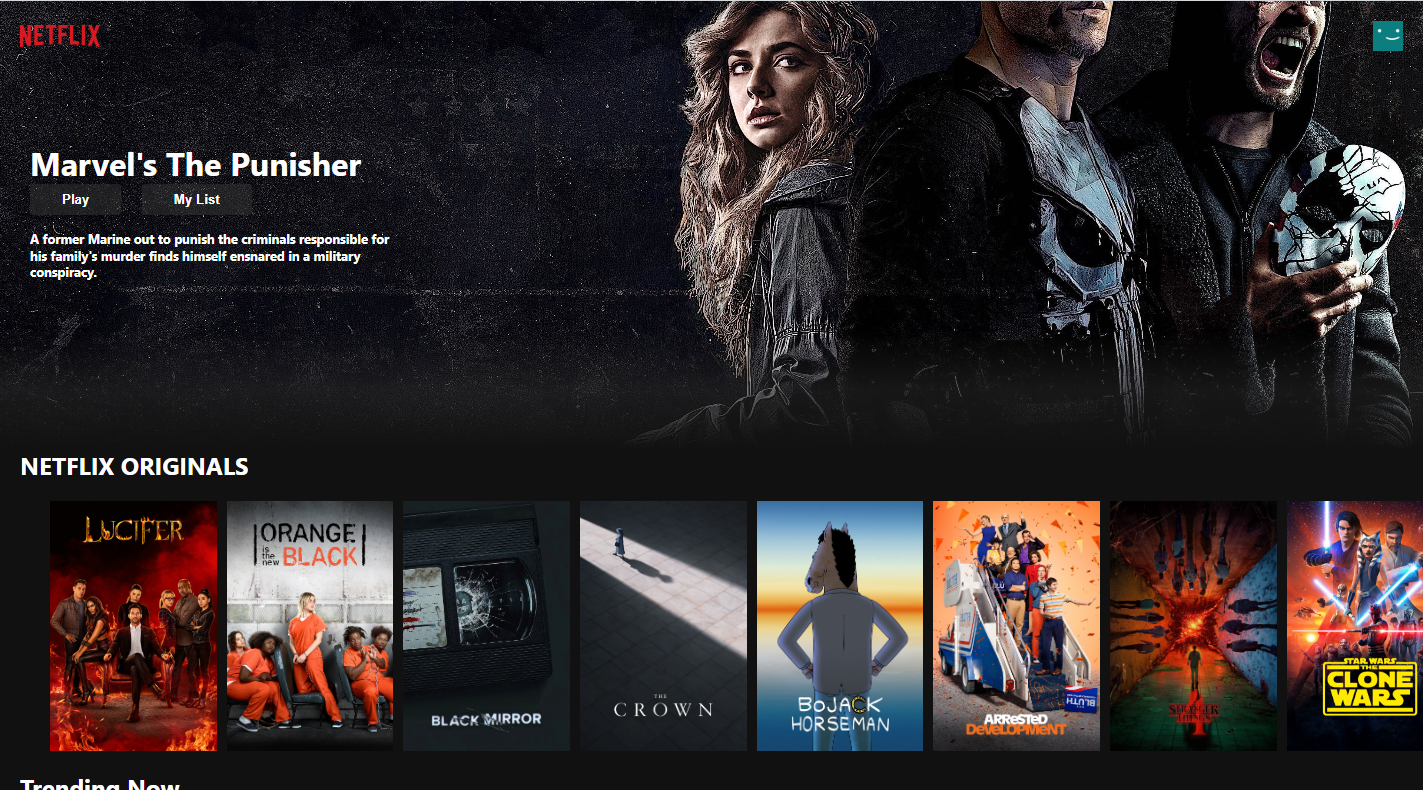 NETFLIX
Marvel's The Punisher
Play
My List
A former Marine out to punish the criminals responsible for
his family's murder finds himself ensnared in a military
conspiracy.
NETFLIX ORIGINALS
LUCIFER
ORANGE
is
the
new
BLACK
BLACK MIRROR
THE
CROWN
BOJACK
HORSEMAN
BLUTH
ARReSTeD
DeVeLOPMeNT
STRANGER
THINGS
4
STAR WARS
THE
CLONE
WARS
Trending Now